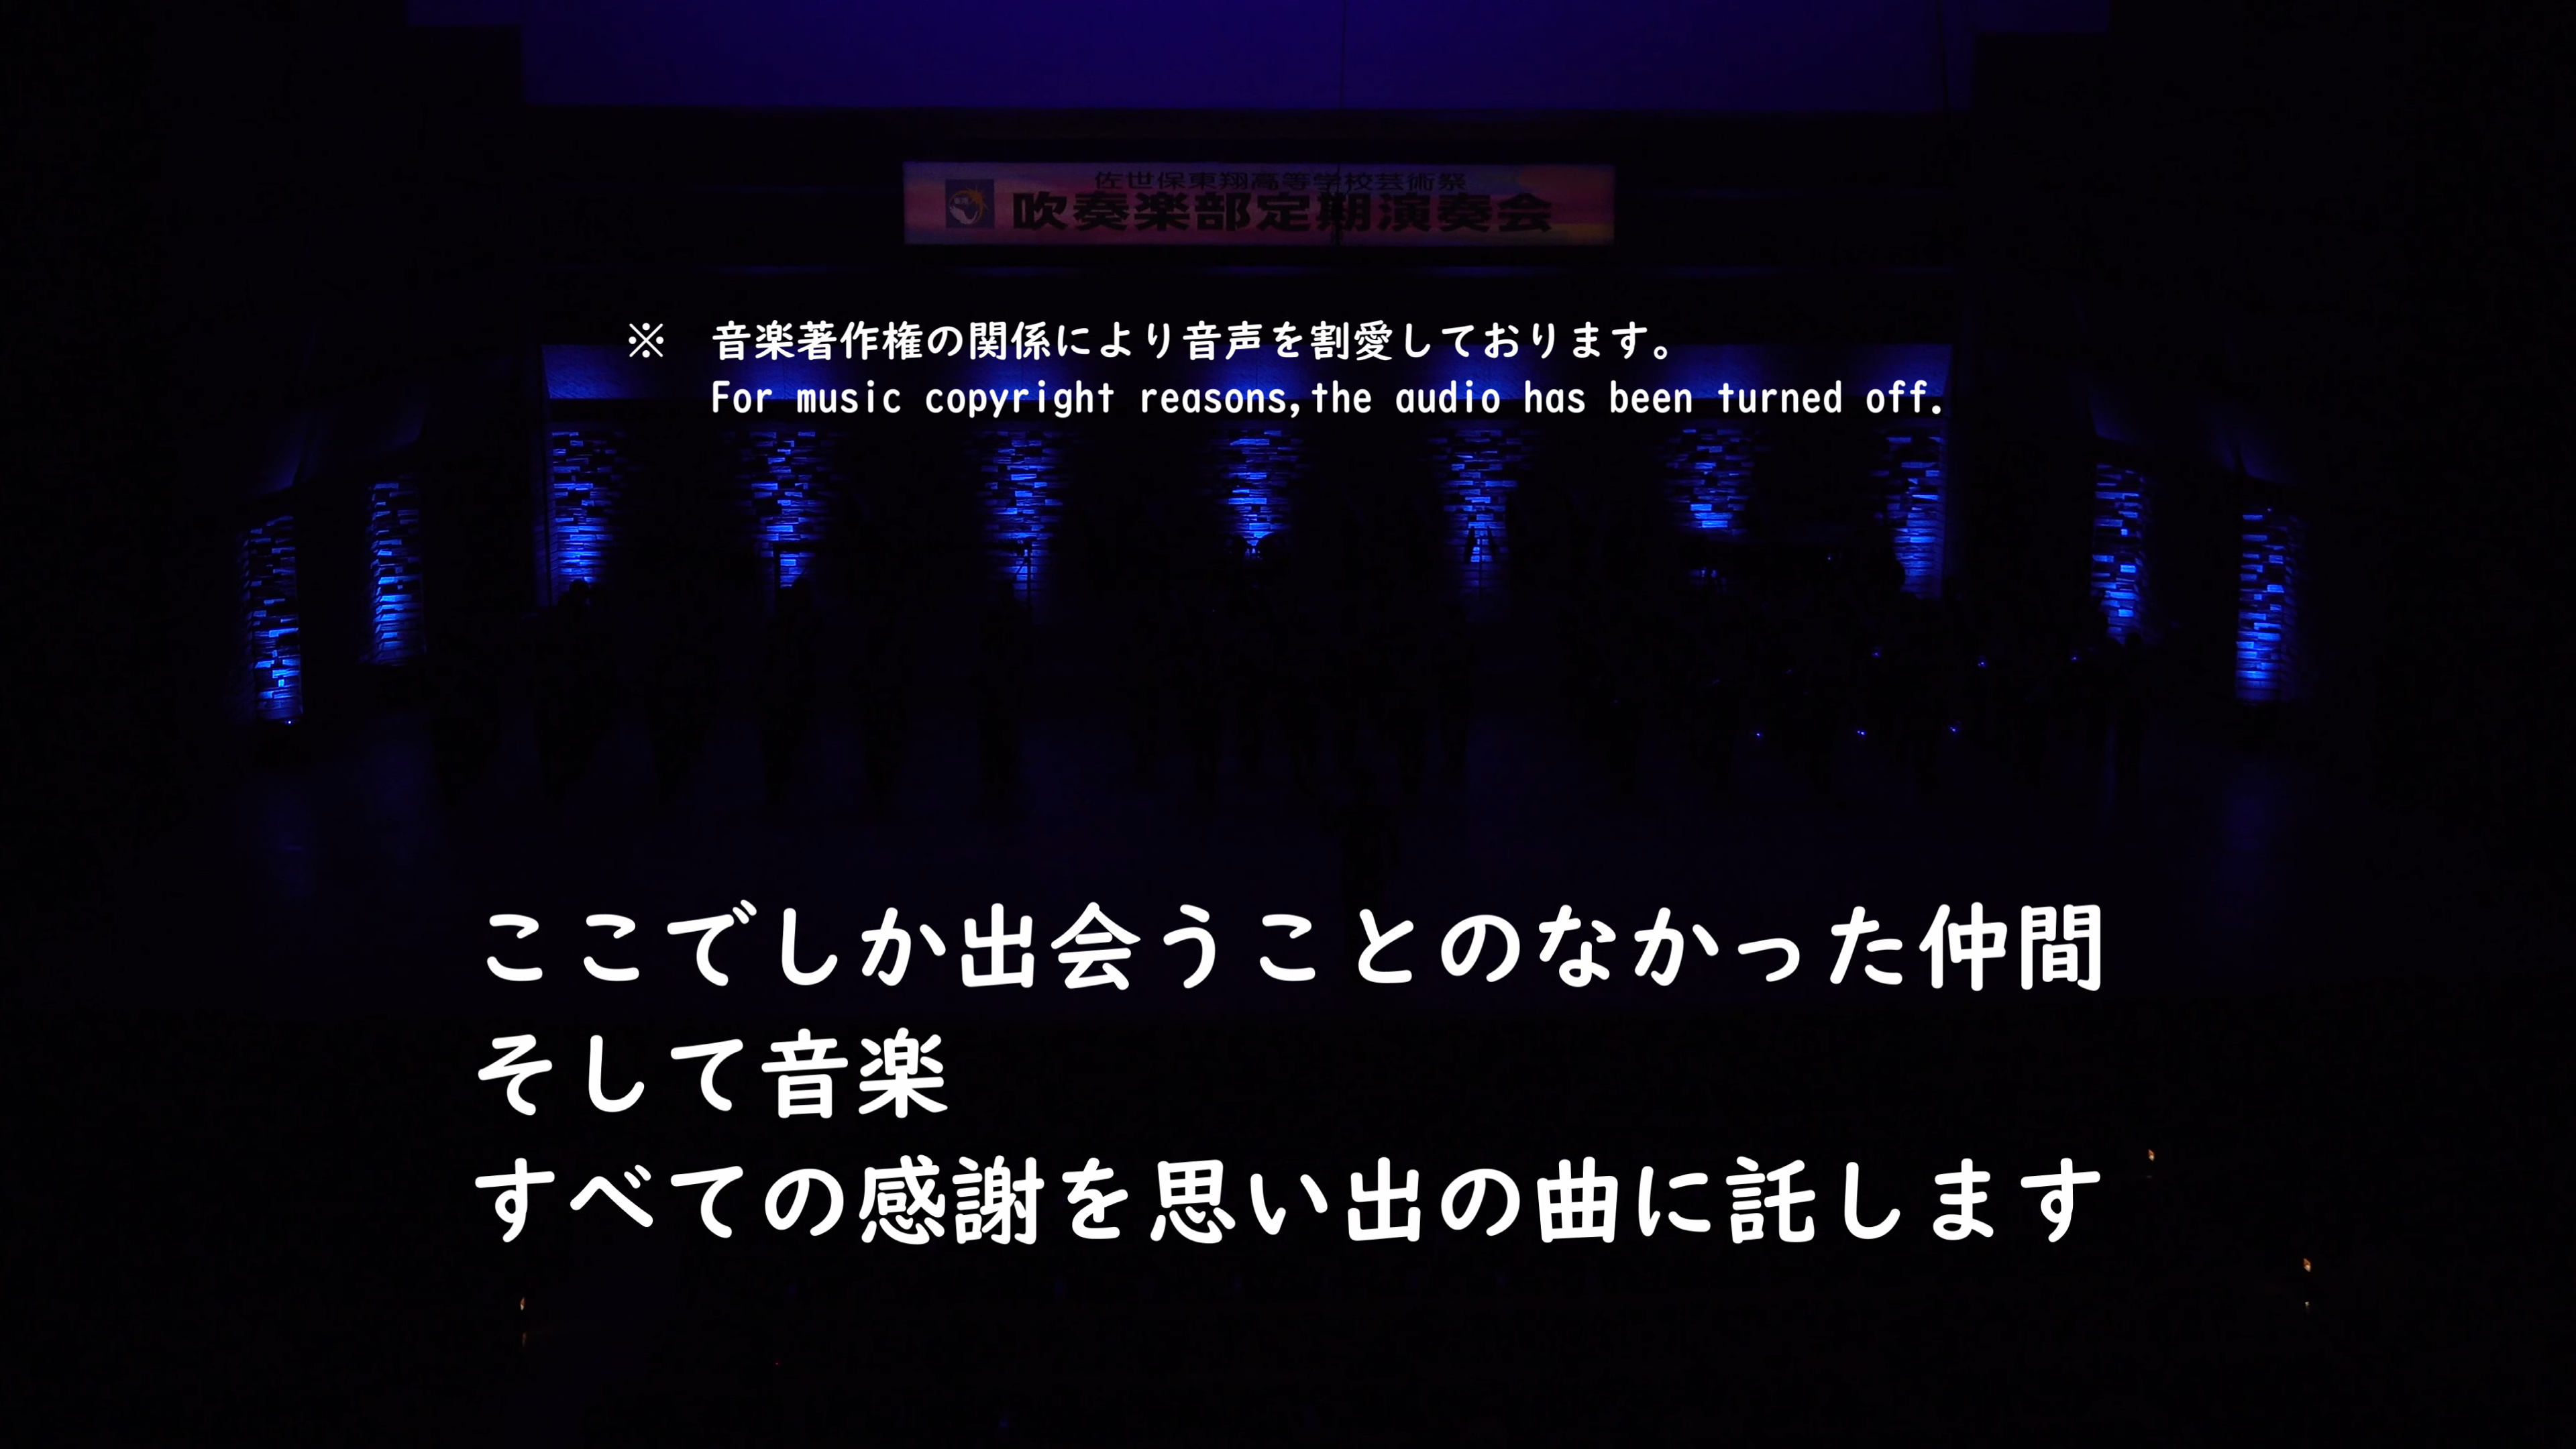 佐世保東翔高等学校芸術祭
吹奏楽部定期演奏会
※　音楽著作権の関係により音声を割愛しております。
For music copyright reasons,the audio has been turned off.
ここでしか出会うことのなかった仲間
そして音楽
すべての感謝を思い出の曲に託します